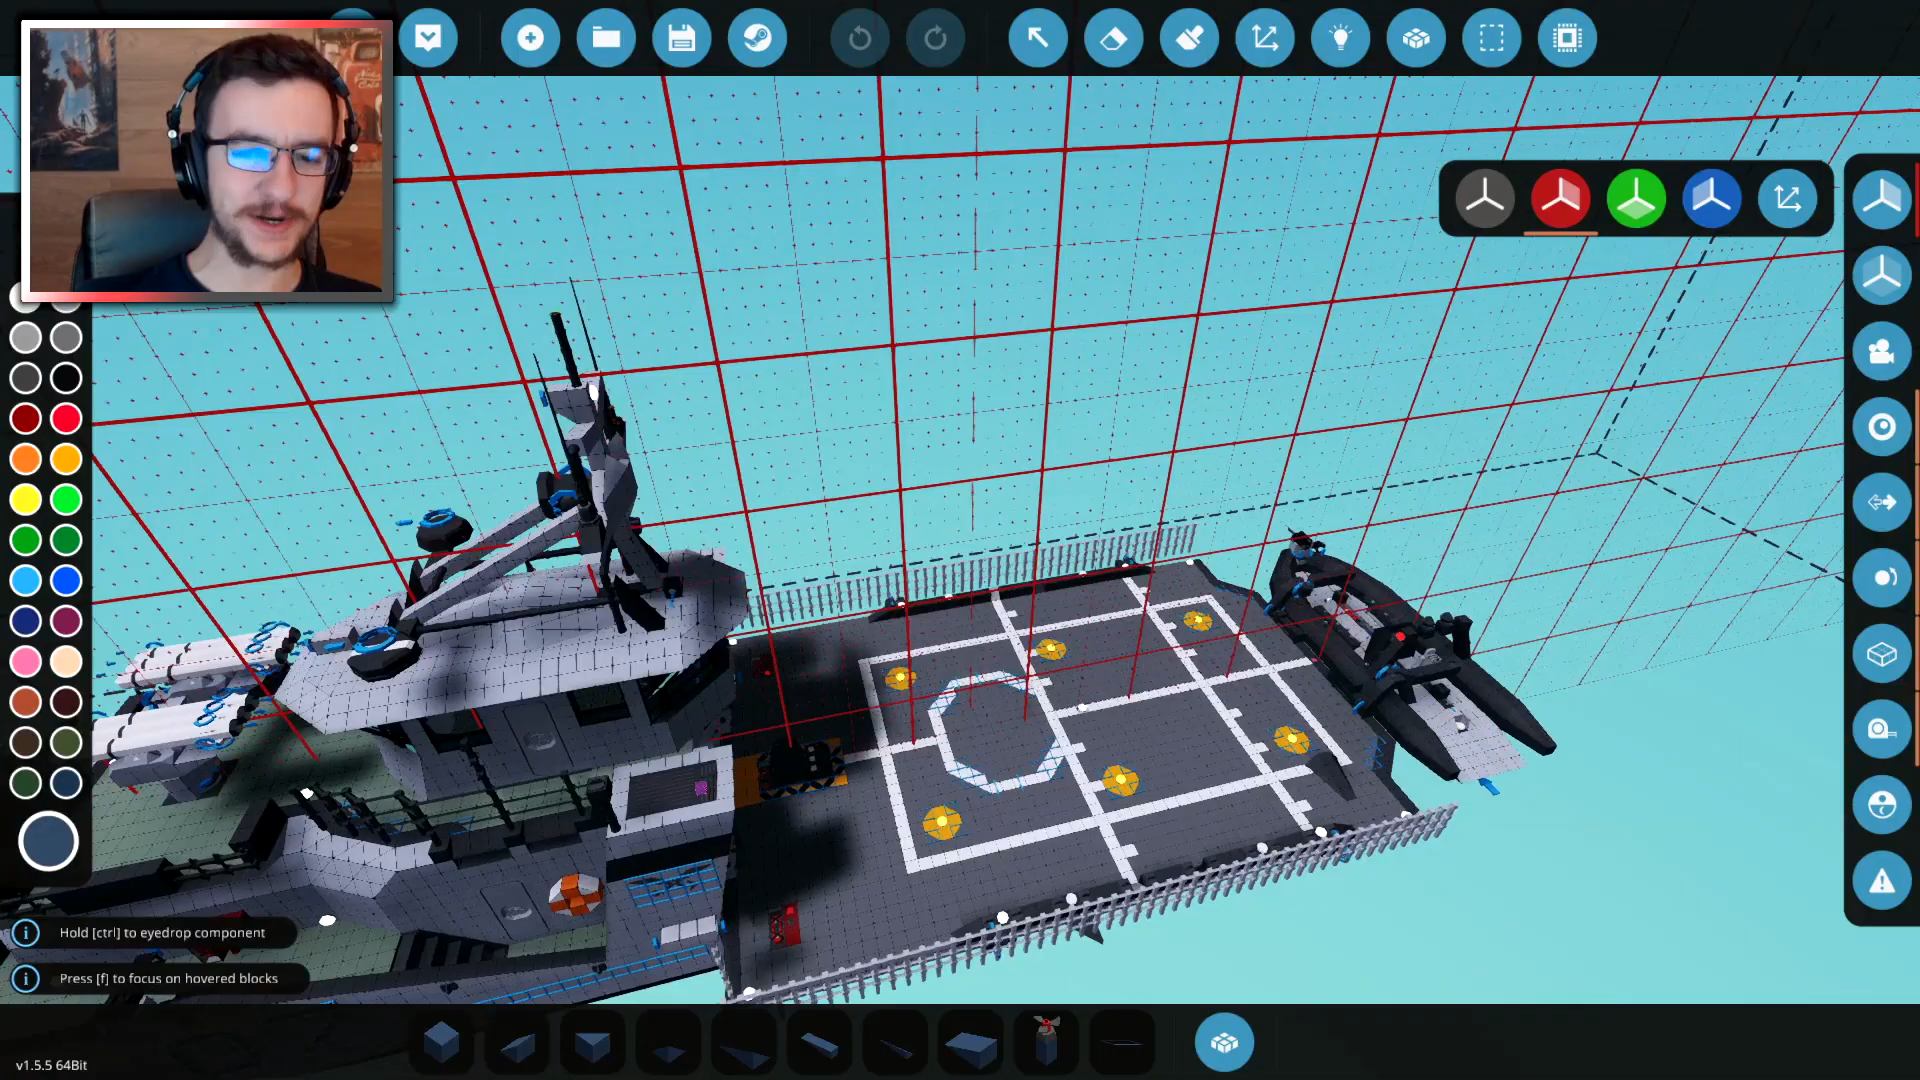 Hold [ctrl] to eyedrop component
Press [f] to focus on hovered blocks
v1.5.5 64Bit